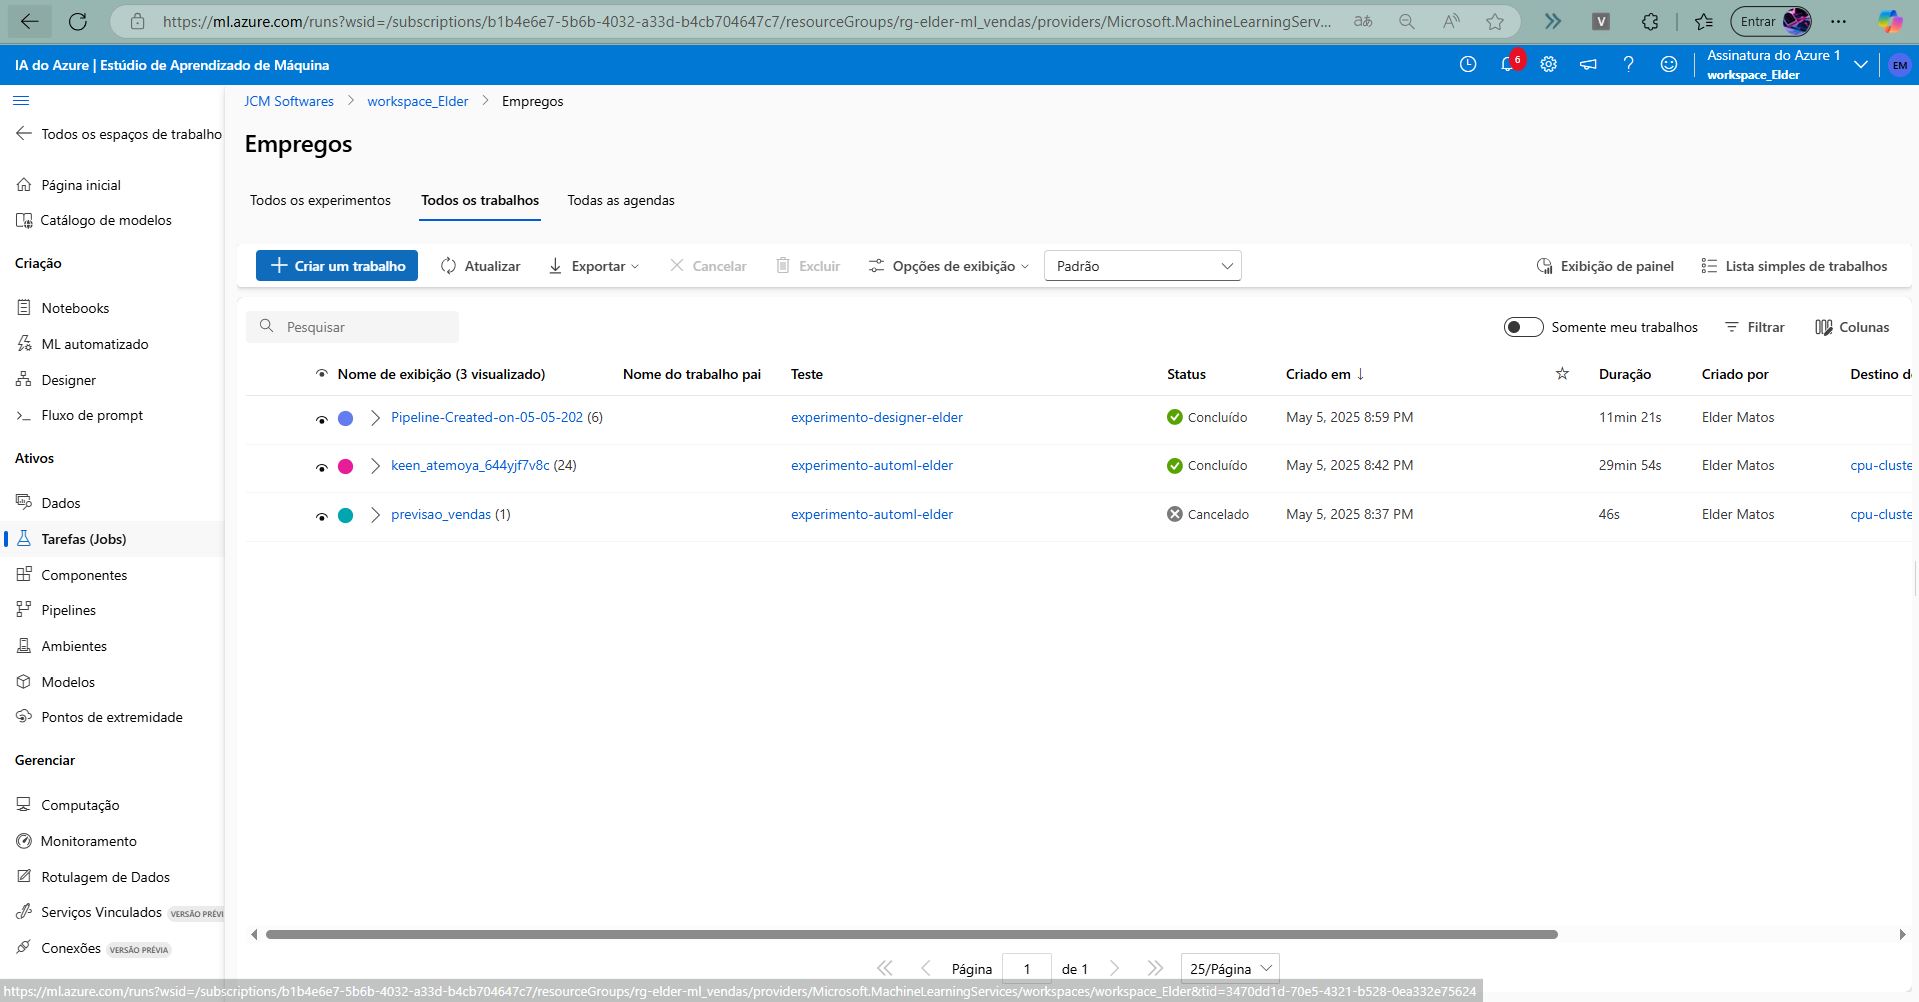 https://ml.azure.com/runs?wsid=/subscriptions/b1b4e6e7-5b6b-4032-a33d-b4cb704647c7/resourceGroups/rg-elder-ml_vendas/providers/Microsoft.MachineLearningServ...
aあ
V
Entrar
IA do Azure | Estúdio de Aprendizado de Máquina
6
Assinatura do Azure 1
workspace_Elder
EM
JCM Softwares > workspace_Elder > Empregos
Todos os espaços de trabalho
Empregos
Página inicial
Catálogo de modelos
Todos os experimentos Todos os trabalhos Todas as agendas
Criação
Criar um trabalho Atualizar Exportar Cancelar Excluir Opções de exibição Padrão Exibição de painel Lista simples de trabalhos
Notebooks
ML automatizado
Designer
Fluxo de prompt
Pesquisar Somente meu trabalhos Filtrar Colunas
Nome de exibição (3 visualizado) Nome do trabalho pai Teste Status Criado em ↓ Duração Criado por Destino de
Pipeline-Created-on-05-05-202 (6) experimento-designer-elder Concluído May 5, 2025 8:59 PM 11min 21s Elder Matos
keen_atemoya_644yjf7v8c (24) experimento-automl-elder Concluído May 5, 2025 8:42 PM 29min 54s Elder Matos cpu-cluste
previsao_vendas (1) experimento-automl-elder Cancelado May 5, 2025 8:37 PM 46s Elder Matos cpu-cluste
Ativos
Dados
Tarefas (Jobs)
Componentes
Pipelines
Ambientes
Modelos
Pontos de extremidade
Gerenciar
Computação
Monitoramento
Rotulagem de Dados
Serviços Vinculados VERSÃO PRÉVI
Conexões VERSÃO PRÉVIA
Página 1 de 1 25/Página
https://ml.azure.com/runs?wsid=/subscriptions/b1b4e6e7-5b6b-4032-a33d-b4cb704647c7/resourceGroups/rg-elder-ml_vendas/providers/Microsoft.MachineLearningServices/workspaces/workspace_Elder&tid=3470dd1d-70e5-4321-b528-0ea332e75624